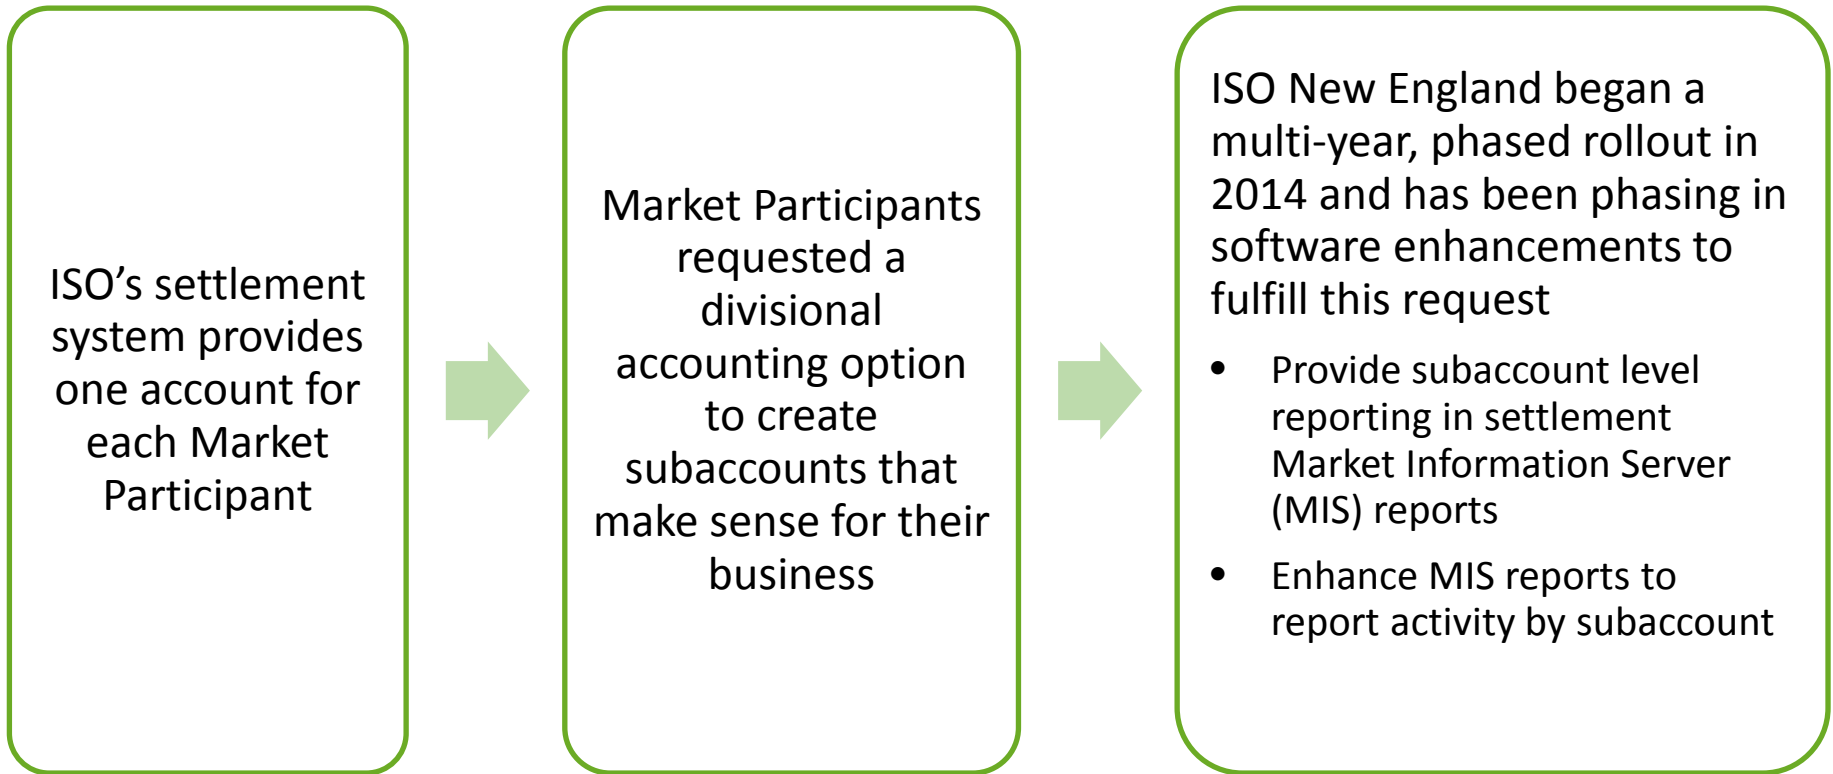 ISO’s settlement
system provides
one account for
each Market
Participant
Market Participants
requested a
divisional
accounting option
to create
subaccounts that
make sense for their
business
ISO New England began a
multi-year, phased rollout in
2014 and has been phasing in
software enhancements to
fulfill this request
• Provide subaccount level
reporting in settlement
Market Information Server
(MIS) reports
• Enhance MIS reports to
report activity by subaccount